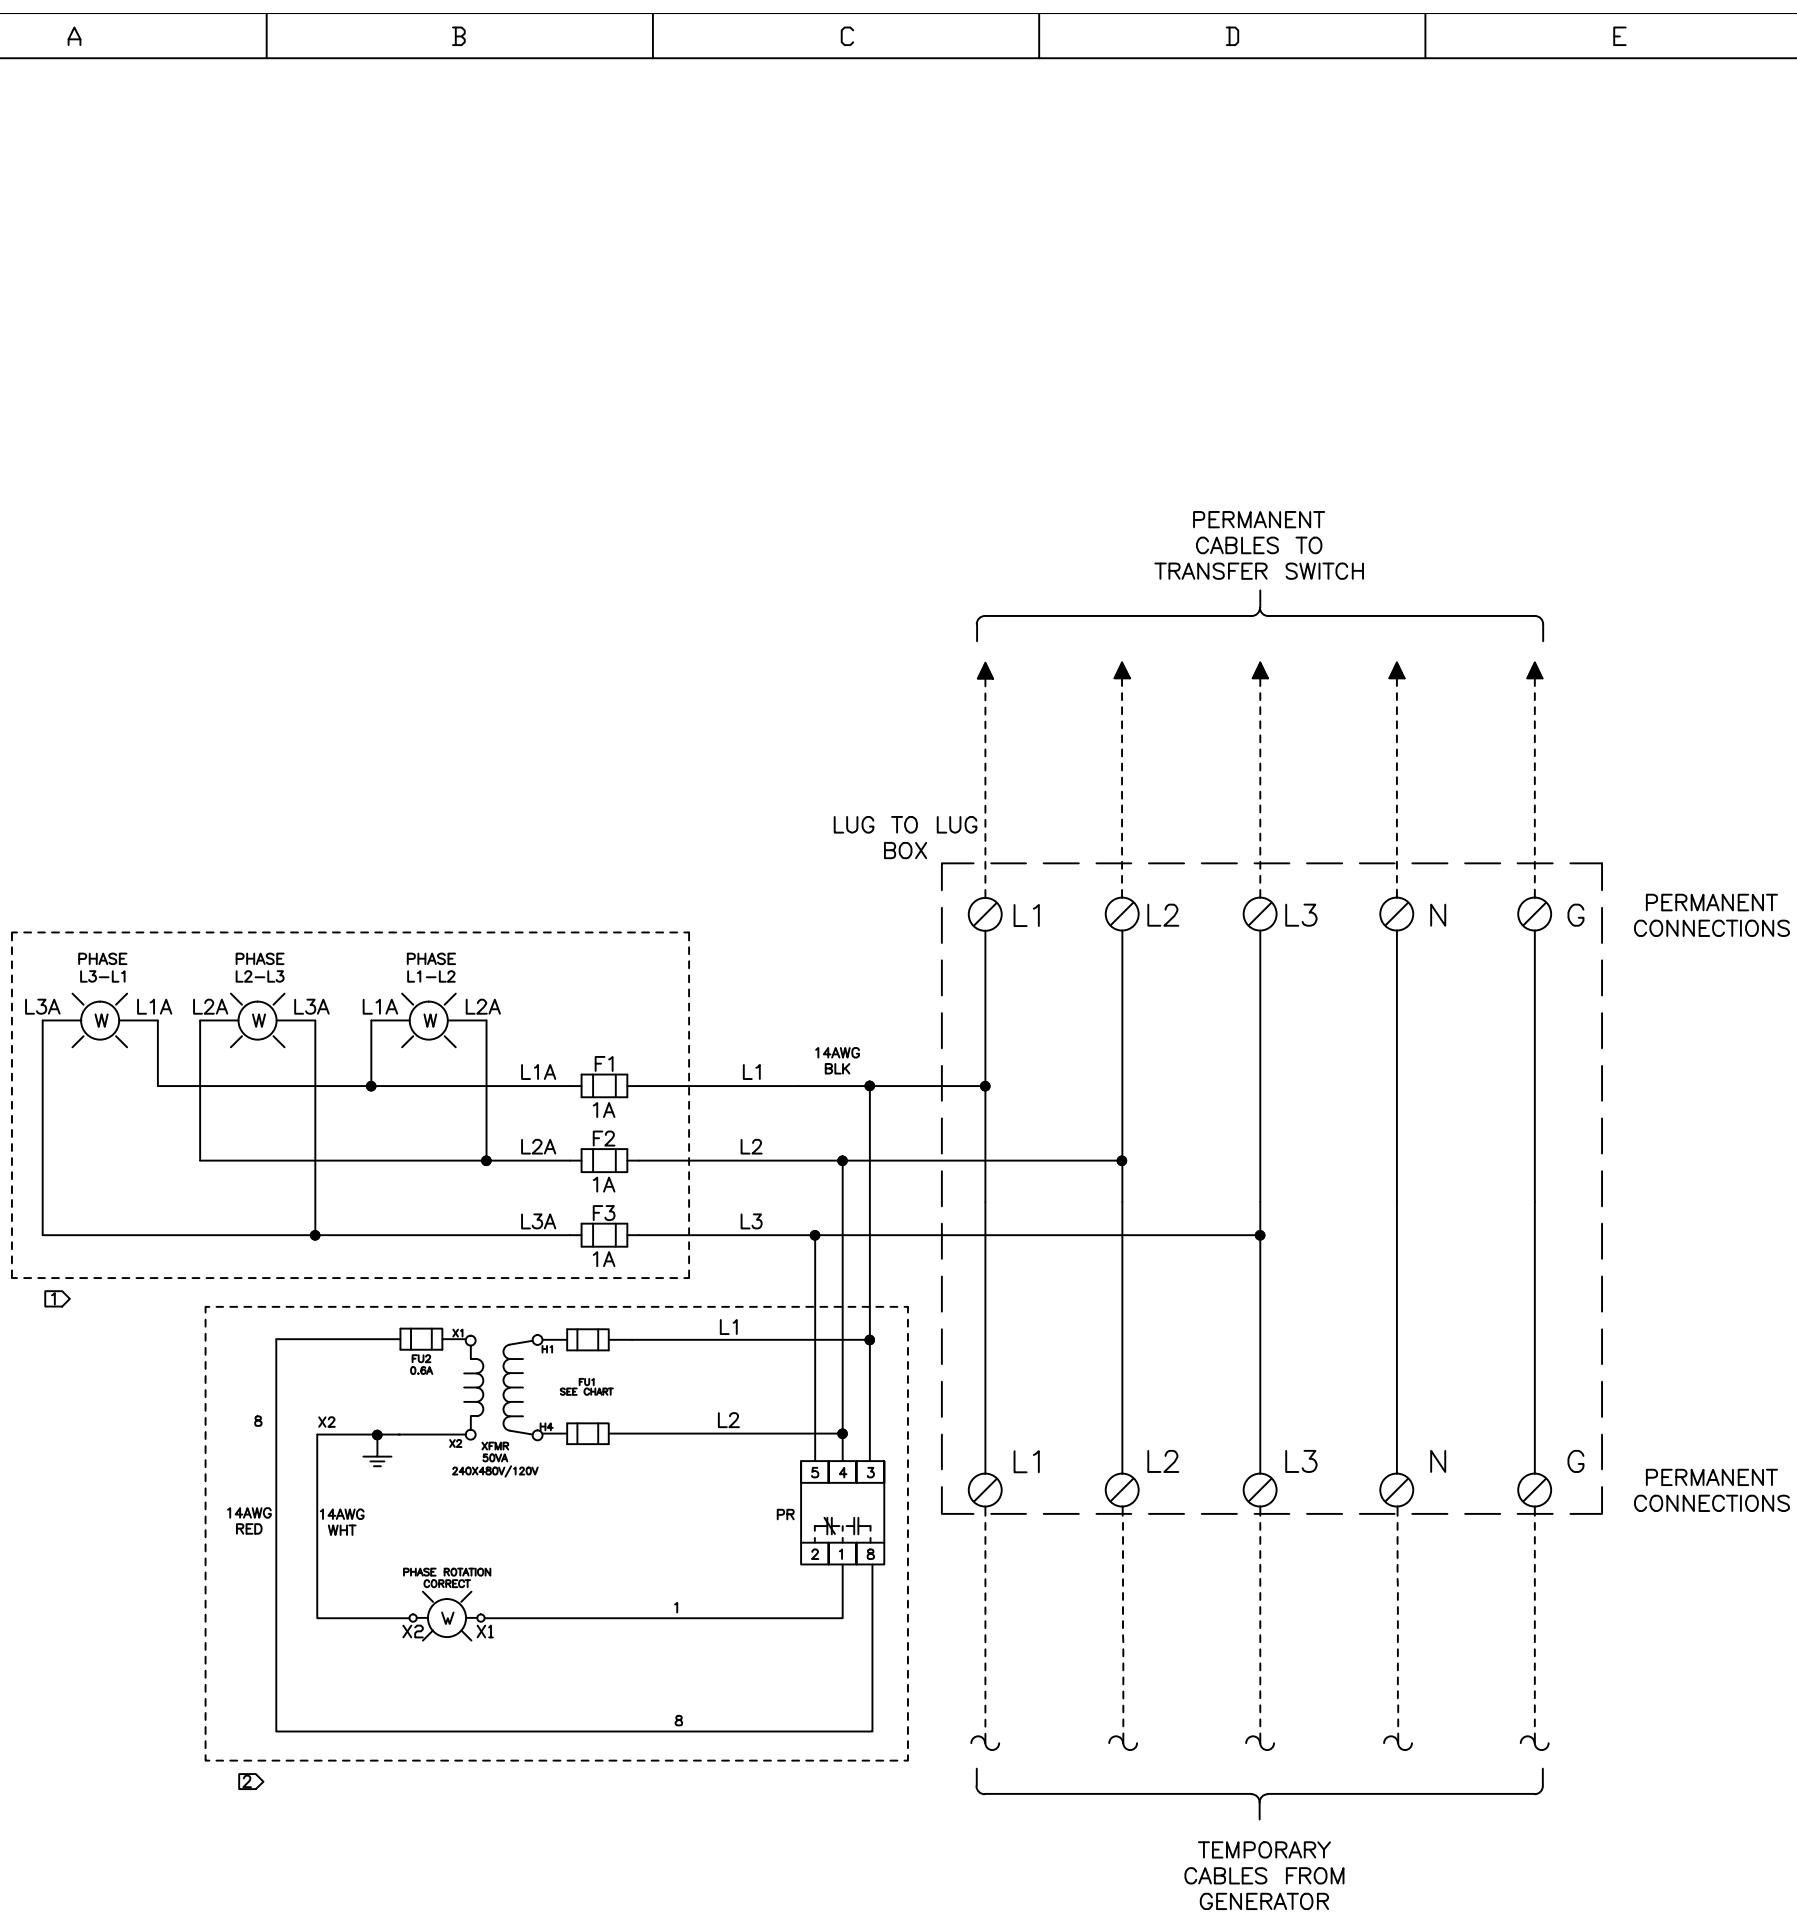 A B C D E
PERMANENT
CABLES TO
TRANSFER SWITCH
LUG TO LUG
BOX
L1 L2 L3 N G
PERMANENT
CONNECTIONS
PHASE
L3-L1
PHASE
L2-L3
PHASE
L1-L2
L3A W L1A L2A W L3A L1A W L2A
14AWG
BLK
L1A F1 L1
1A
L2A F2 L2
1A
L3A F3 L3
1A
1
X1 H1 L1
FU2
0.6A
FU1
SEE CHART
8 X2 X2 H4 L2
XFMR
50VA
240X480V/120V
L1 L2 L3 N G
PERMANENT
CONNECTIONS
5 4 3
PR
2 1 8
14AWG
RED
14AWG
WHT
PHASE ROTATION
CORRECT
X2 W X1 1
8
2
TEMPORARY
CABLES FROM
GENERATOR